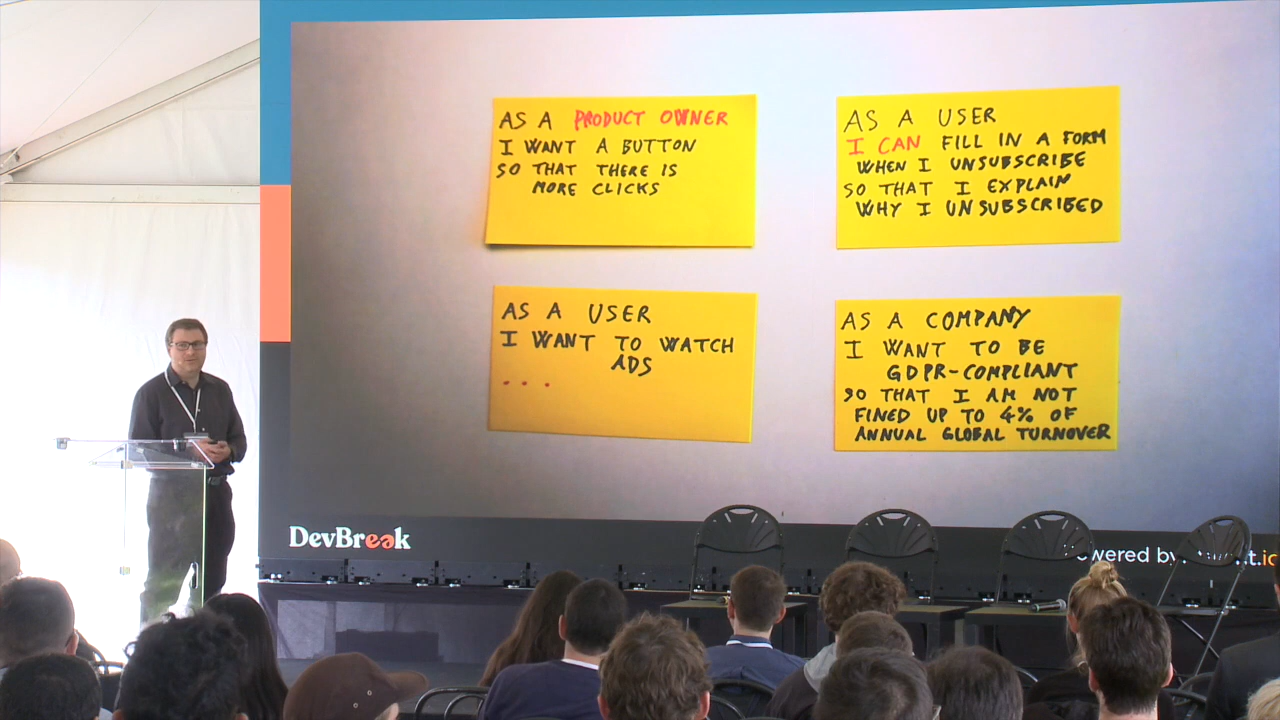 AS A PRODUCT OWNER
I WANT A BUTTON
SO THAT THERE IS
MORE CLICKS
AS A USER
I CAN FILL IN A FORM
WHEN I UNSUBSCRIBE
SO THAT I EXPLAIN
WHY I UNSUBSCRIBED
AS A USER
I WANT TO WATCH
ADS
...
AS A COMPANY
I WANT TO BE
GDPR-COMPLIANT
SO THAT I AM NOT
FINED UP TO 4% OF
ANNUAL GLOBAL TURNOVER
DevBreak